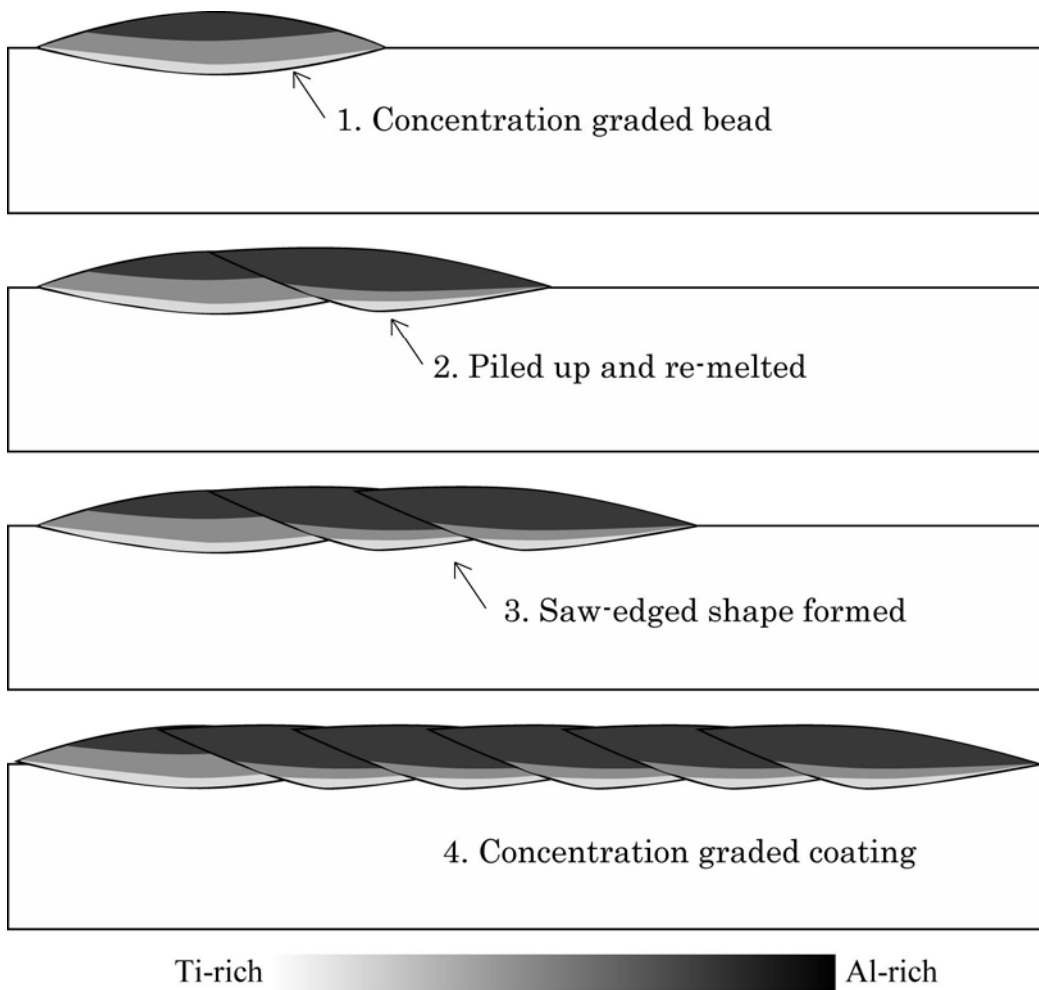 1. Concentration graded bead
2. Piled up and re-melted
3. Saw-edged shape formed
4. Concentration graded coating
Ti-rich Al-rich